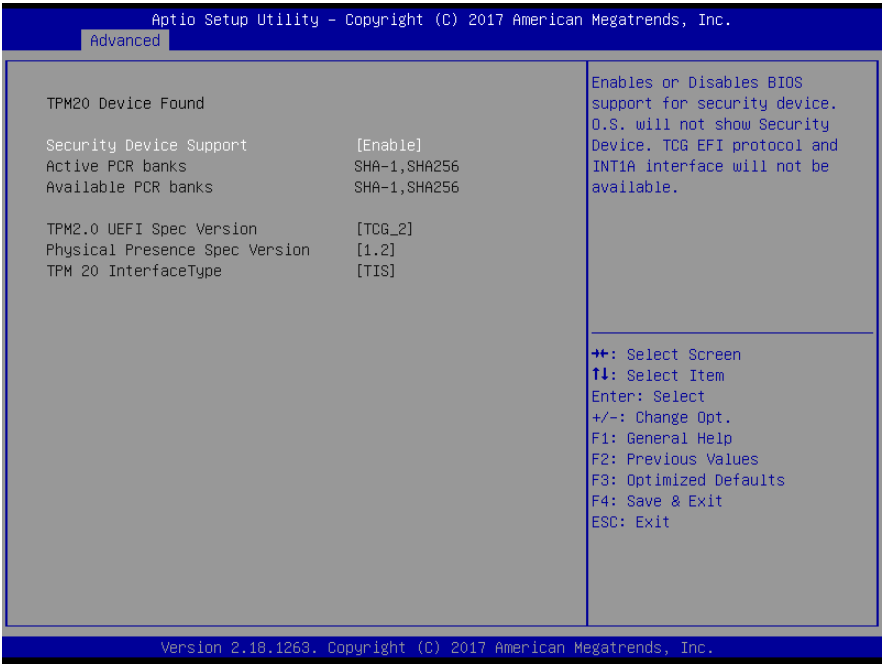 Aptio Setup Utility – Copyright (C) 2017 American Megatrends, Inc.
Advanced
TPM20 Device Found
Security Device Support [Enable]
Active PCR banks SHA-1,SHA256
Available PCR banks SHA-1,SHA256
TPM2.0 UEFI Spec Version [TCG_2]
Physical Presence Spec Version [1.2]
TPM 20 InterfaceType [TIS]
Enables or Disables BIOS
support for security device.
O.S. will not show Security
Device. TCG EFI protocol and
INT1A interface will not be
available.
→←: Select Screen
↑↓: Select Item
Enter: Select
+/-: Change Opt.
F1: General Help
F2: Previous Values
F3: Optimized Defaults
F4: Save & Exit
ESC: Exit
Version 2.18.1263. Copyright (C) 2017 American Megatrends, Inc.